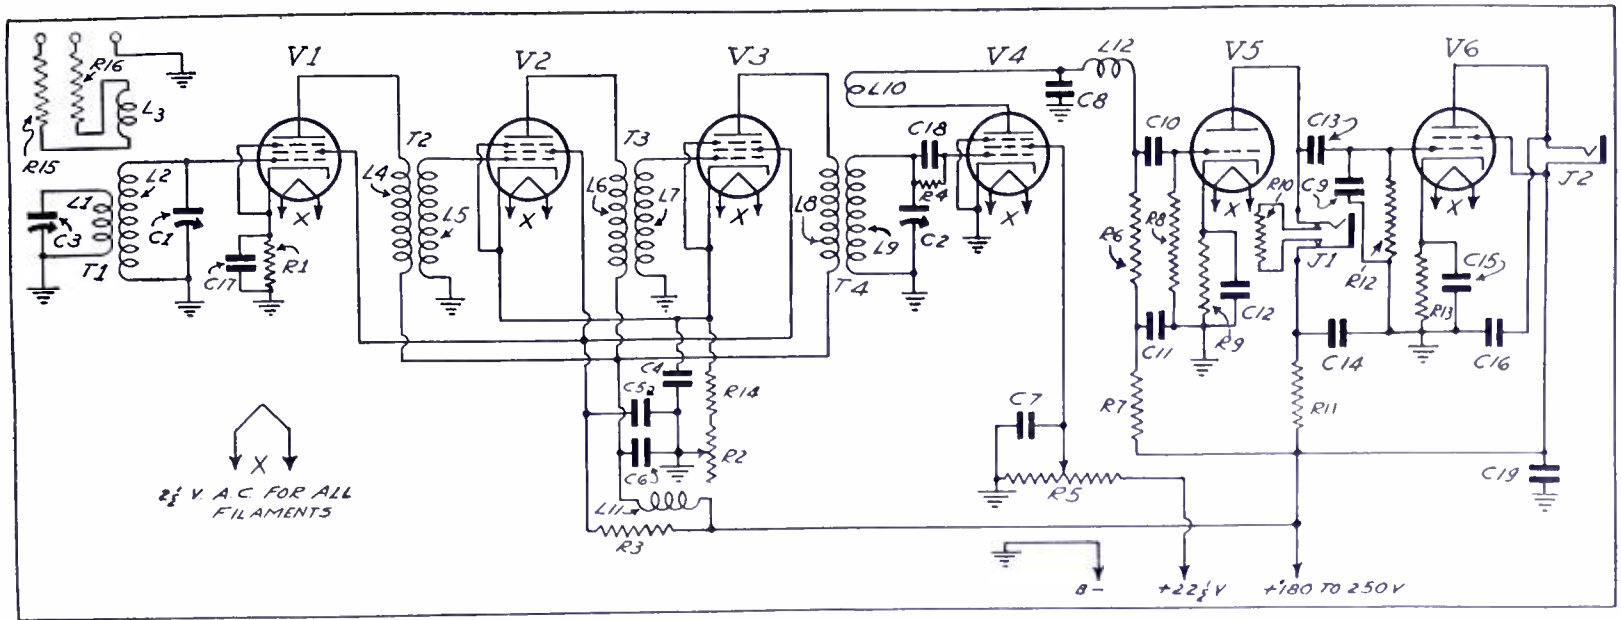 V1 V2 V3 V4 L12 V5 V6
R16
L3
R15
L10
C8
C10
C13
C18
T2 T3
L2
L4 L5 L6 L7
L1
C3
C1
T1
C17
R1
R4
C2
L8
L9
T4
R6
R8
R10
C9
J2
J1
R12
R9
C12
C11
C15
R13
C14
C16
C4
C5
R14
C6
R2
L11
R3
C7
R5
R7
R11
C19
X X X X X
X
2½ V. A.C. FOR ALL
FILAMENTS
B- +22½V +180 TO 250V